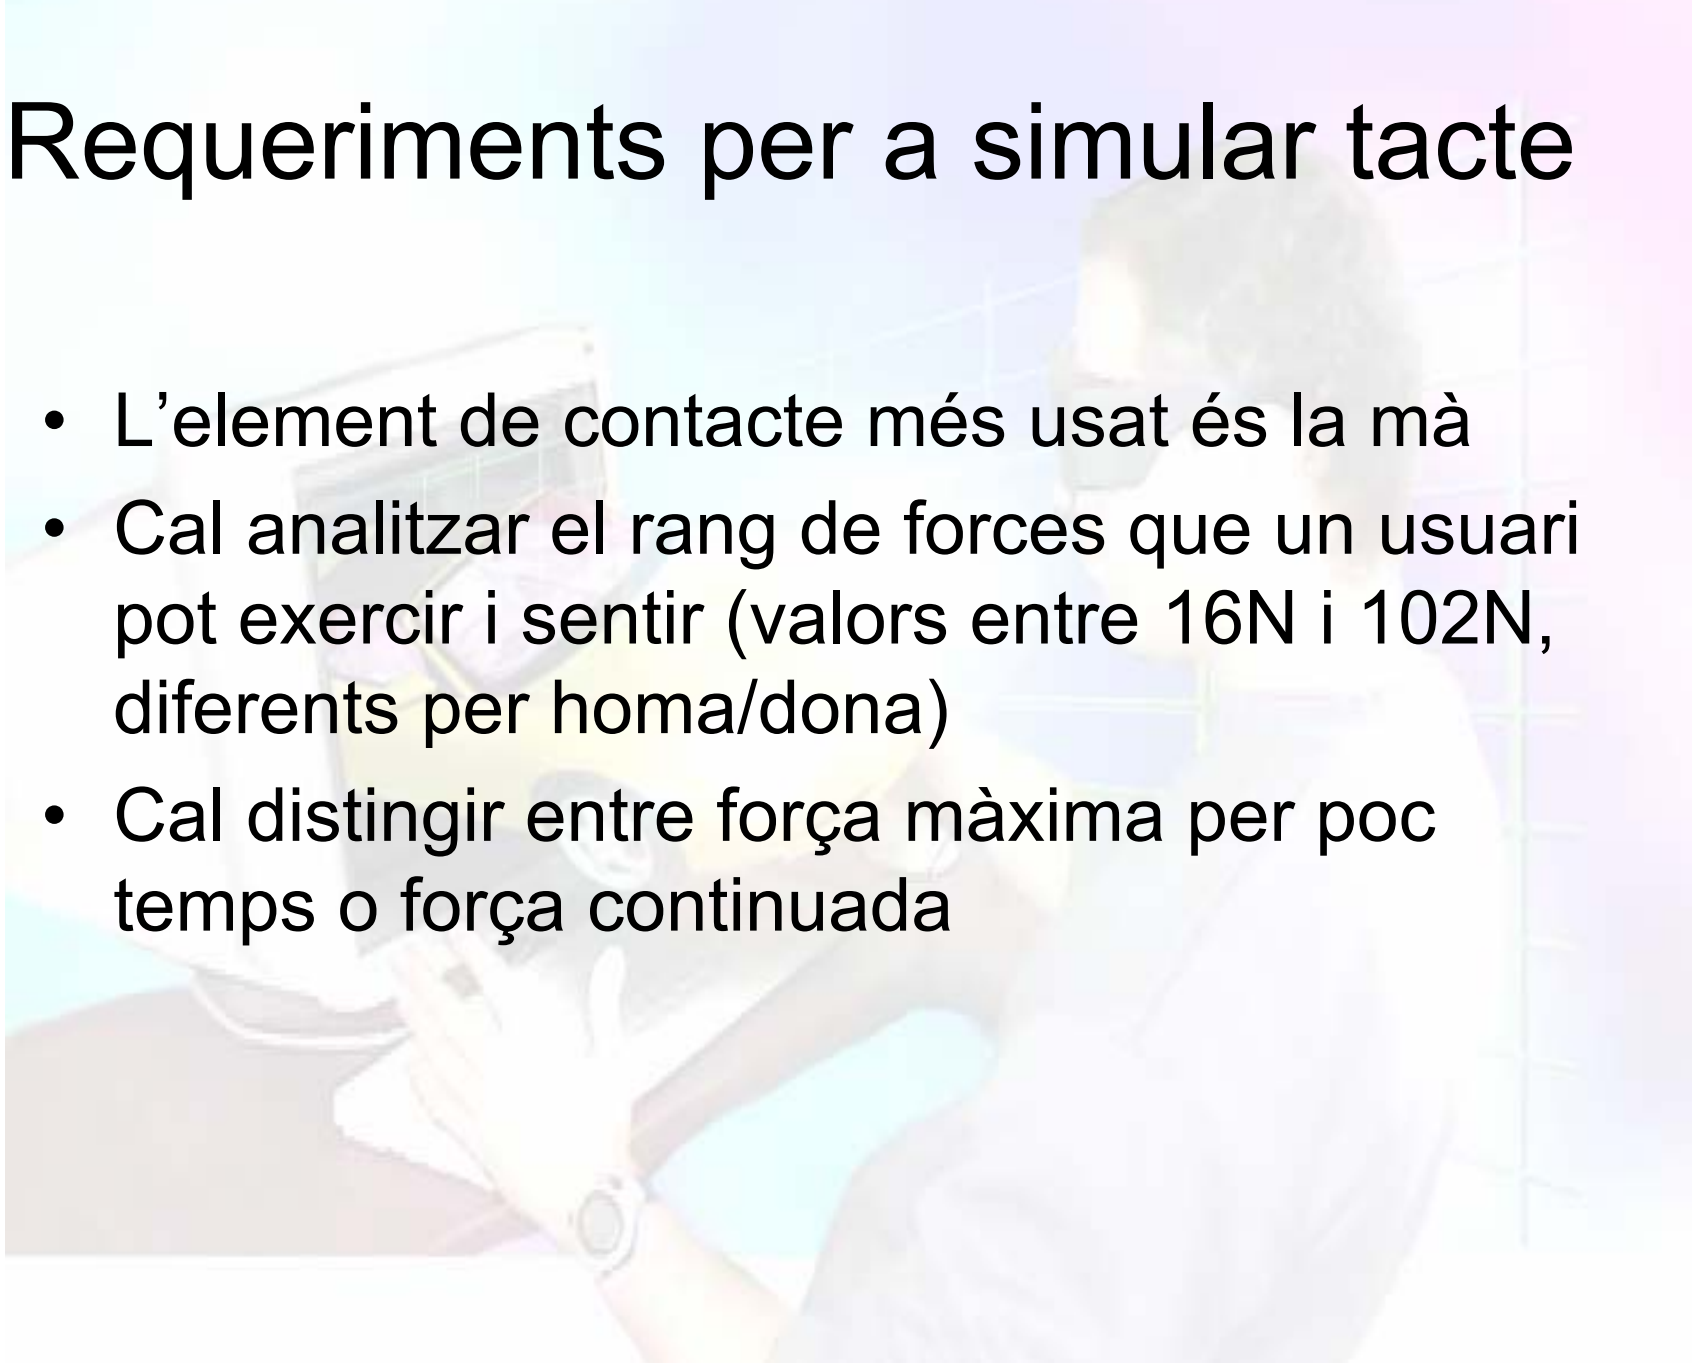 Requeriments per a simular tacte
• L’element de contacte més usat és la mà
• Cal analitzar el rang de forces que un usuari
pot exercir i sentir (valors entre 16N i 102N,
diferents per homa/dona)
• Cal distingir entre força màxima per poc
temps o força continuada